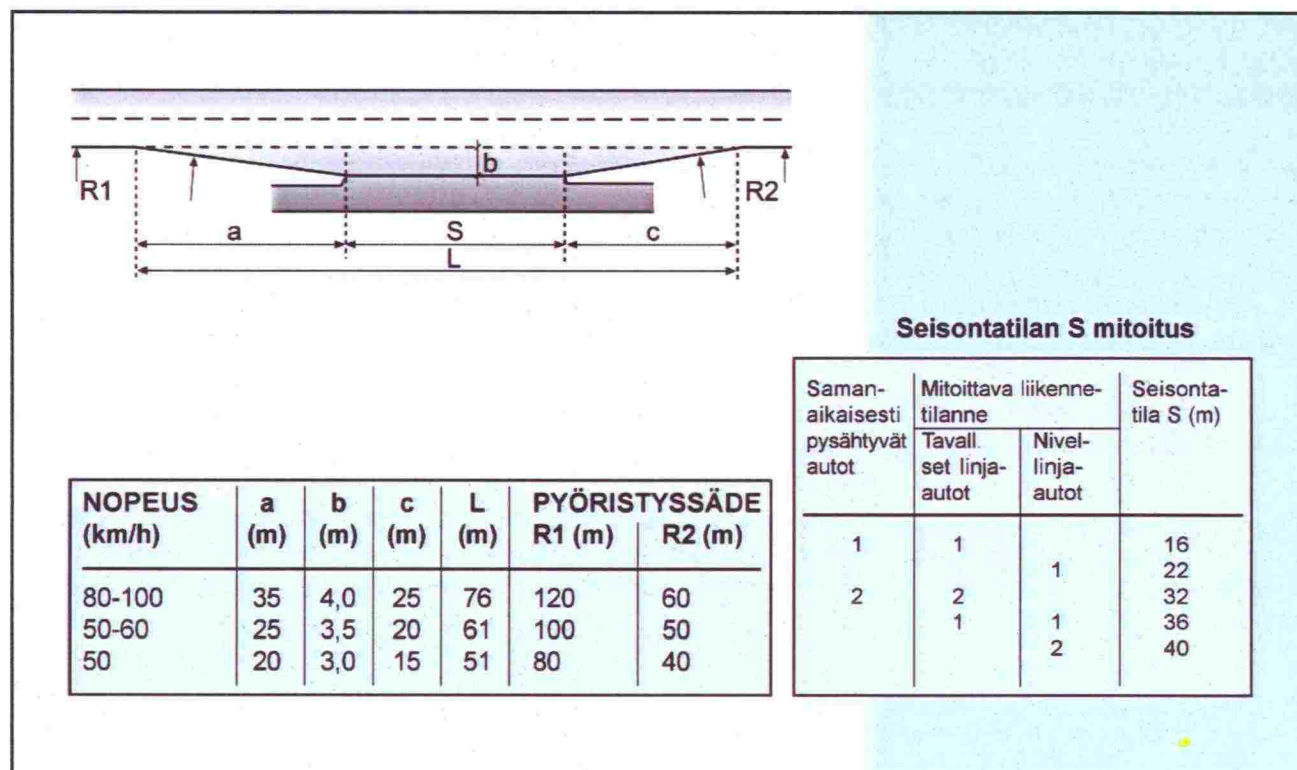 b
R1
R2
a
S
c
L
Seisontatilan S mitoitus
Saman-
aikaisesti
pysähtyvät
autot
Mitoittava liikenne-
tilanne
Tavall.
set linja-
autot
Nivel-
linja-
autot
Seisonta-
tila S (m)
1 1 16
1 22
2 2 32
1 1 36
2 40
NOPEUS a b c L PYÖRISTYSSÄDE
(km/h) (m) (m) (m) (m) R1 (m) R2 (m)
80-100 35 4,0 25 76 120 60
50-60 25 3,5 20 61 100 50
50 20 3,0 15 51 80 40